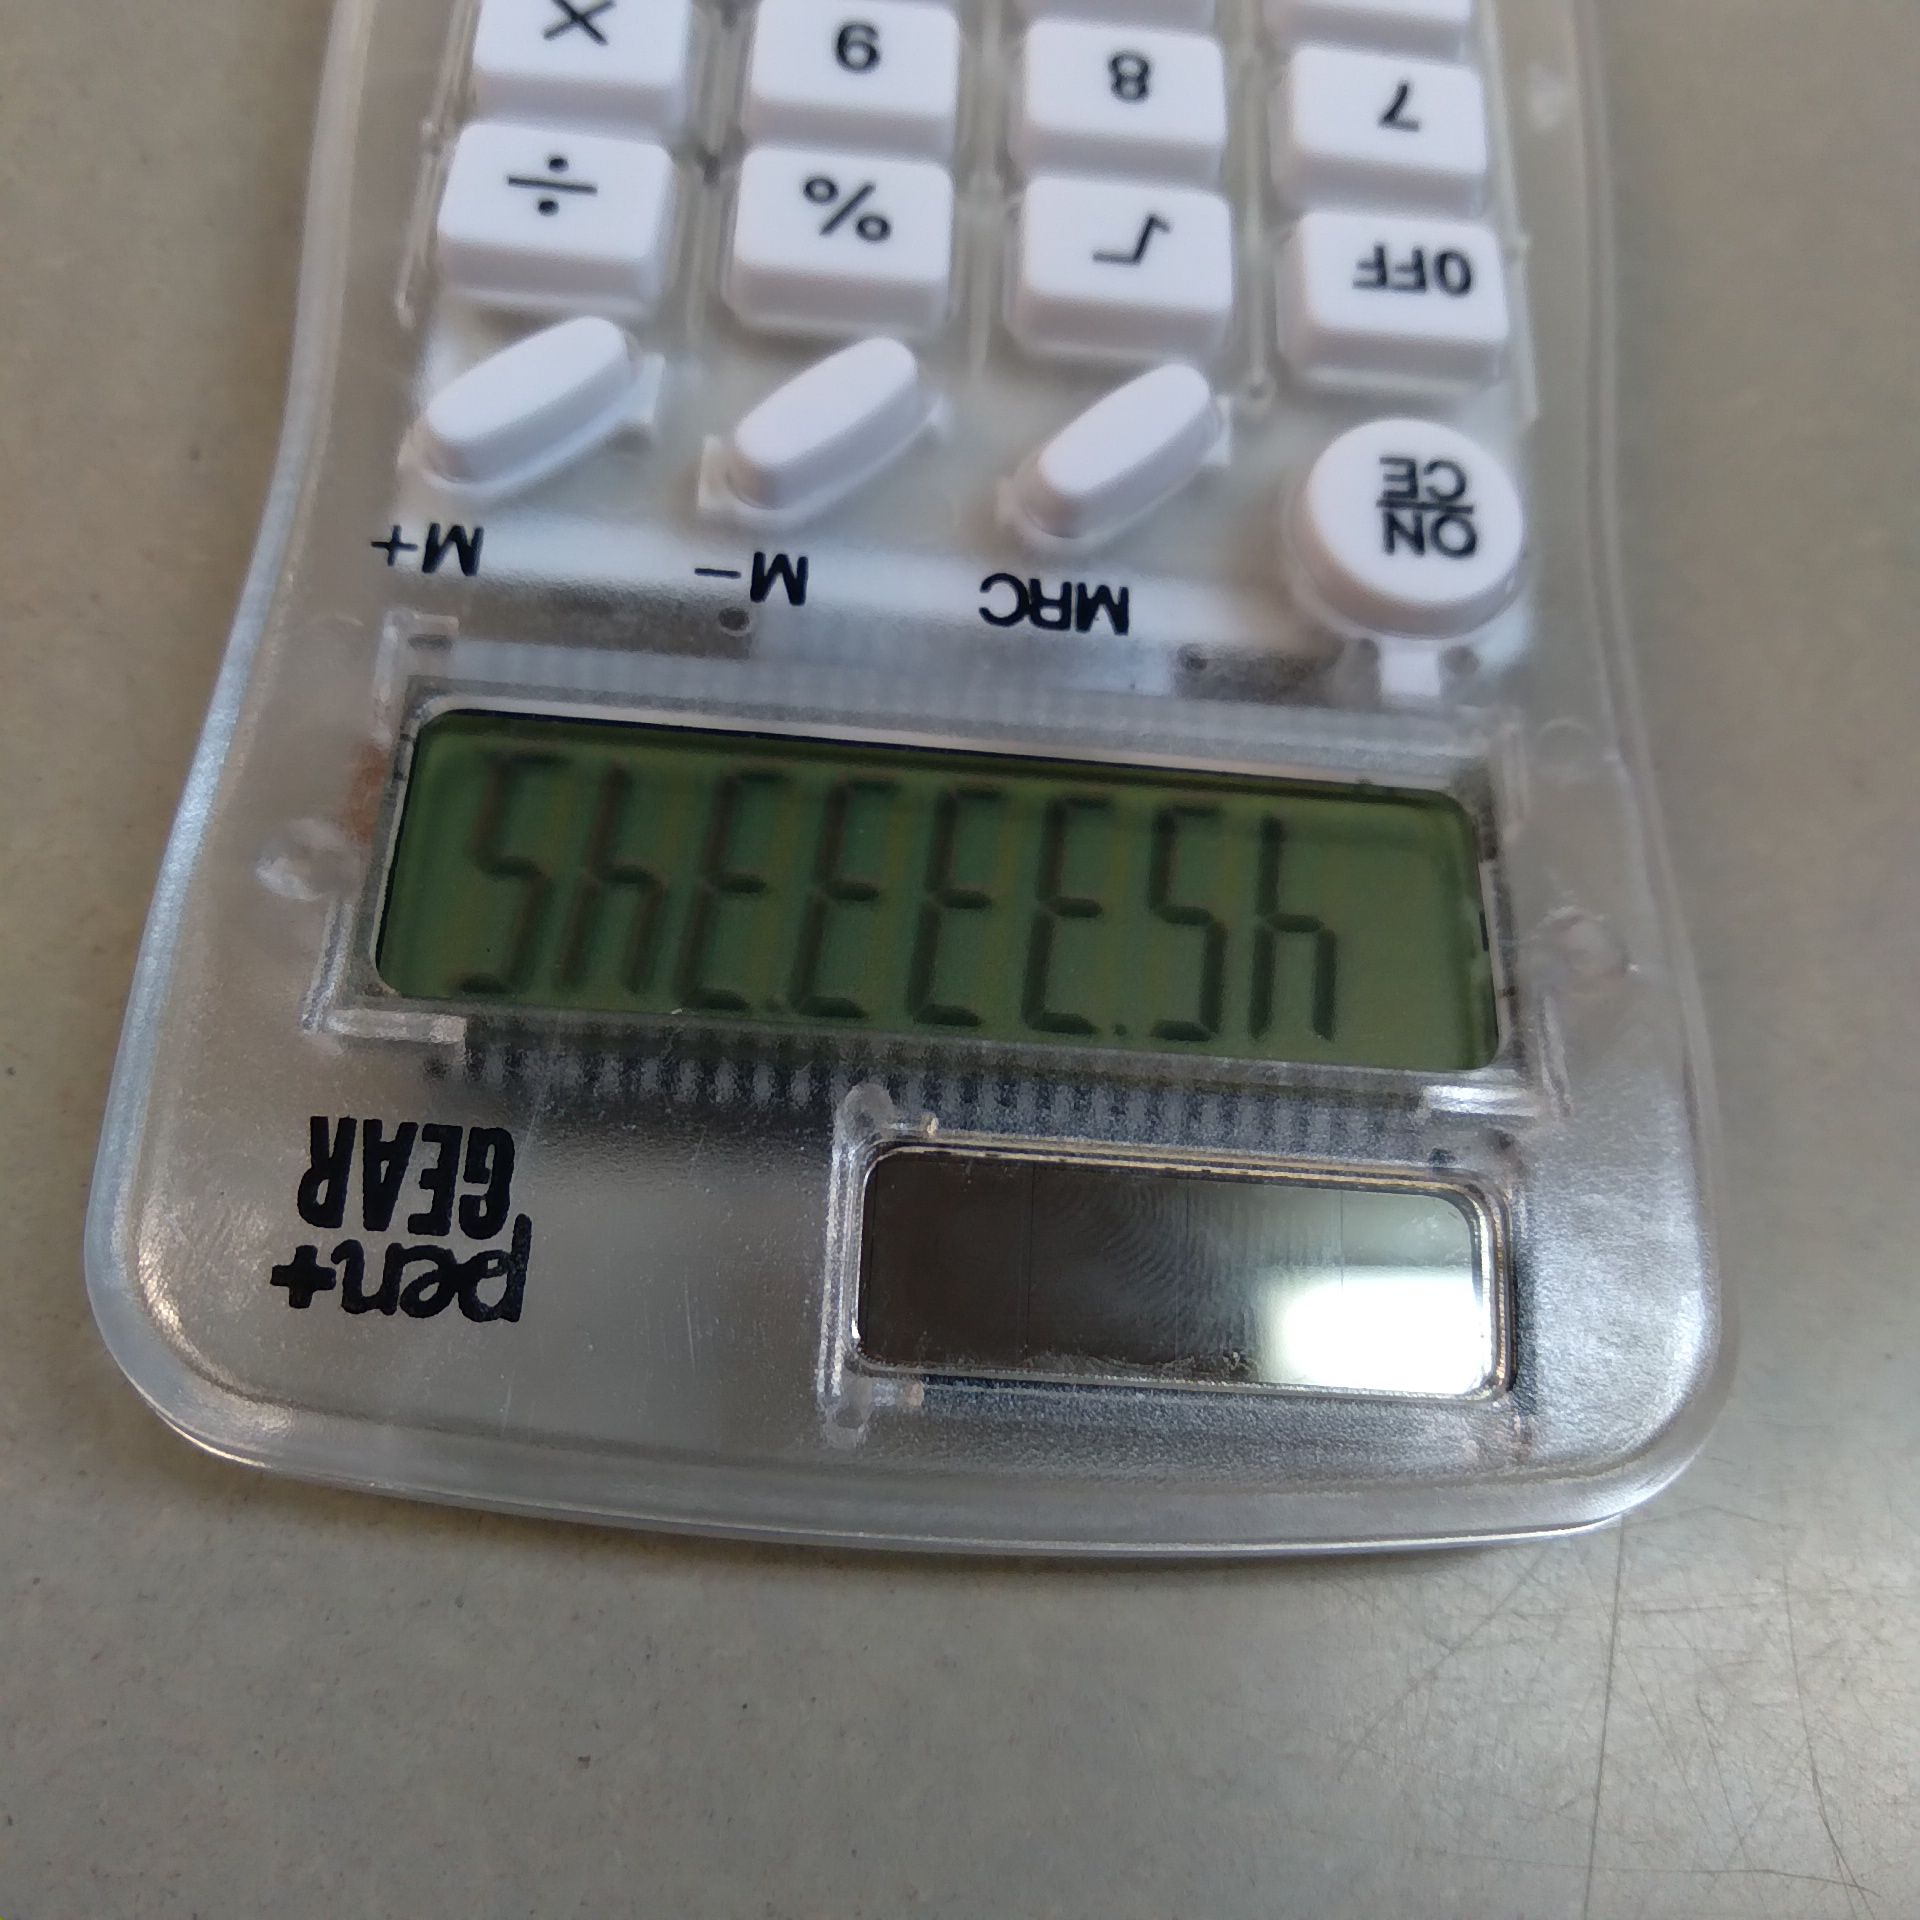 pen+
GEAR
ShEEEESh
MRC M− M+
ON
CE
OFF √ % ÷
7 8 9 ×